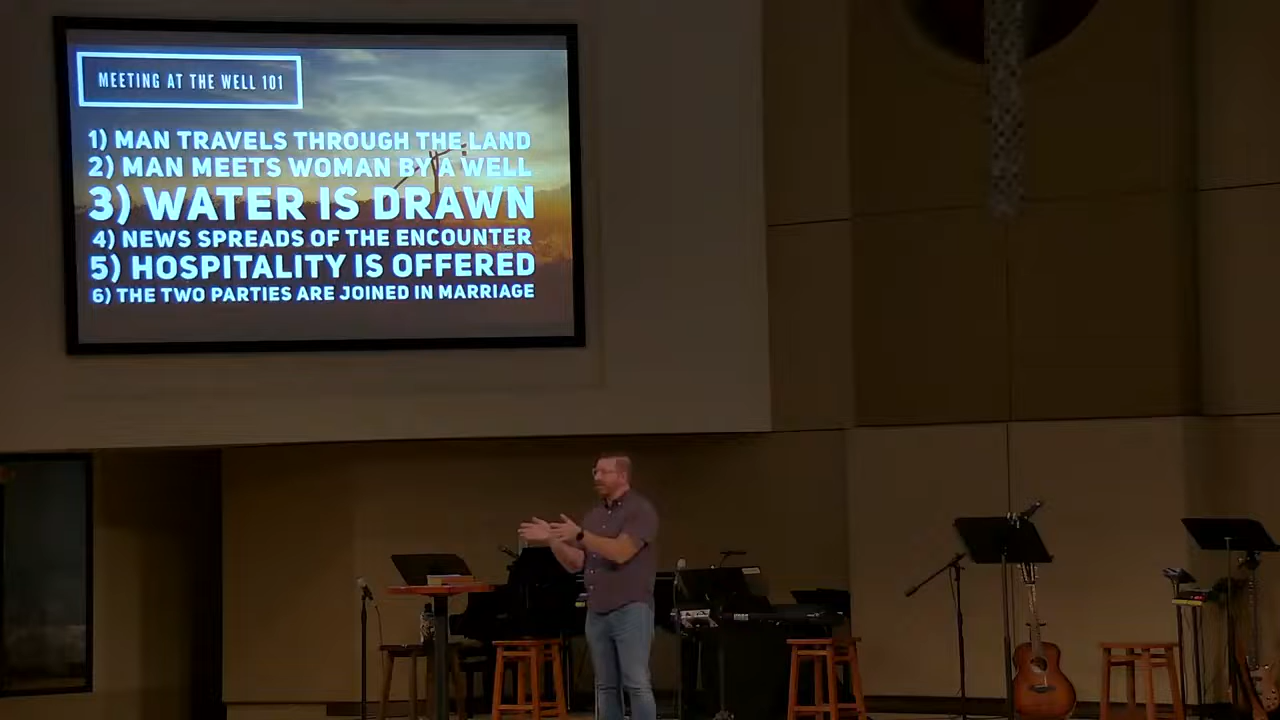 MEETING AT THE WELL 101
1) MAN TRAVELS THROUGH THE LAND
2) MAN MEETS WOMAN BY A WELL
3) WATER IS DRAWN
4) NEWS SPREADS OF THE ENCOUNTER
5) HOSPITALITY IS OFFERED
6) THE TWO PARTIES ARE JOINED IN MARRIAGE